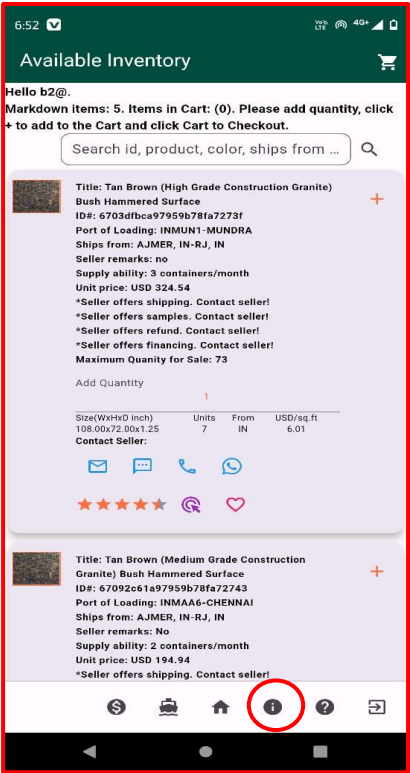 6:52
Vo)) LTE 4G+
Available Inventory
Hello b2@.
Markdown items: 5. Items in Cart: (0). Please add quantity, click
+ to add to the Cart and click Cart to Checkout.
Search id, product, color, ships from ...
Title: Tan Brown (High Grade Construction Granite)
Bush Hammered Surface
ID#: 6703dfbca97959b78fa7273f
Port of Loading: INMUN1-MUNDRA
Ships from: AJMER, IN-RJ, IN
Seller remarks: no
Supply ability: 3 containers/month
Unit price: USD 324.54
*Seller offers shipping. Contact seller!
*Seller offers samples. Contact seller!
*Seller offers refund. Contact seller!
*Seller offers financing. Contact seller!
Maximum Quanity for Sale: 73
+
Add Quantity
1
Size(WxHxD inch) Units From USD/sq.ft
108.00x72.00x1.25 7 IN 6.01
Contact Seller:
Title: Tan Brown (Medium Grade Construction
Granite) Bush Hammered Surface
ID#: 67092c61a97959b78fa72743
Port of Loading: INMAA6-CHENNAI
Ships from: AJMER, IN-RJ, IN
Seller remarks: No
Supply ability: 2 containers/month
Unit price: USD 194.94
*Seller offers shipping. Contact seller!
+